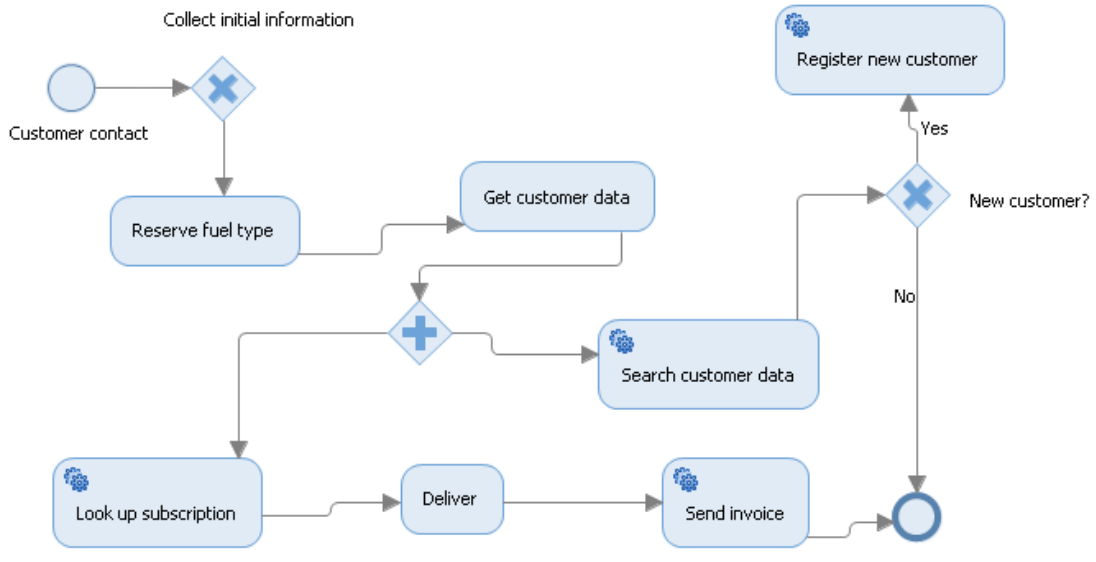 Collect initial information
Register new customer
Customer contact
Yes
Get customer data
New customer?
Reserve fuel type
No
Search customer data
Look up subscription
Deliver
Send invoice